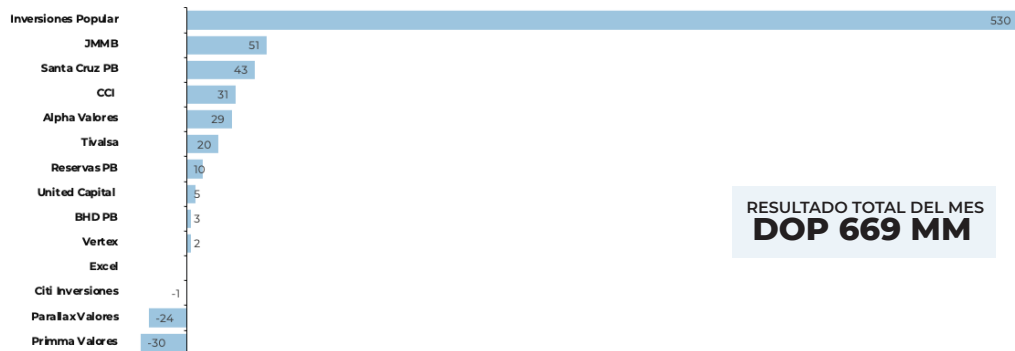 Inversiones Popular 530
JMMB 51
Santa Cruz PB 43
CCI 31
Alpha Valores 29
Tivalsa 20
Reservas PB 10
United Capital 5
BHD PB 3
Vertex 2
Excel
Citi Inversiones -1
Parallax Valores -24
Primma Valores -30
RESULTADO TOTAL DEL MES
DOP 669 MM